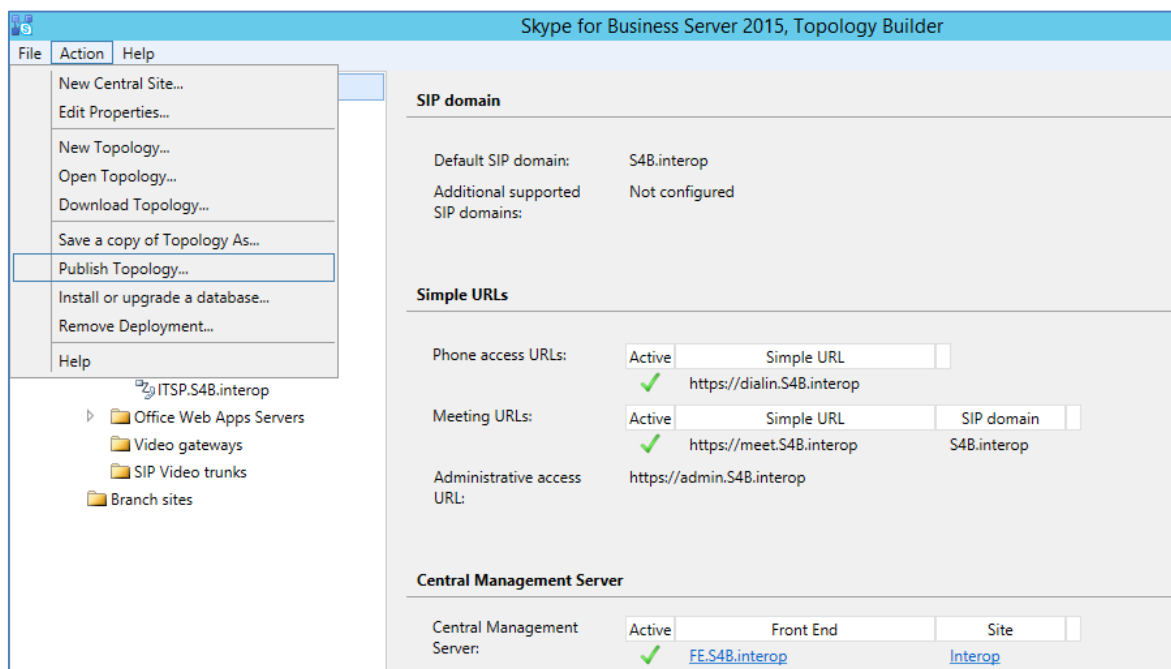 Skype for Business Server 2015, Topology Builder
File Action Help
New Central Site...
Edit Properties...
New Topology...
Open Topology...
Download Topology...
Save a copy of Topology As...
Publish Topology...
Install or upgrade a database...
Remove Deployment...
Help
ITSP.S4B.interop
Office Web Apps Servers
Video gateways
SIP Video trunks
Branch sites
SIP domain
Default SIP domain: S4B.interop
Additional supported Not configured
SIP domains:
Simple URLs
Phone access URLs: Active Simple URL
https://dialin.S4B.interop
Meeting URLs: Active Simple URL SIP domain
https://meet.S4B.interop S4B.interop
Administrative access https://admin.S4B.interop
URL:
Central Management Server
Central Management Active Front End Site
Server: FE.S4B.interop Interop